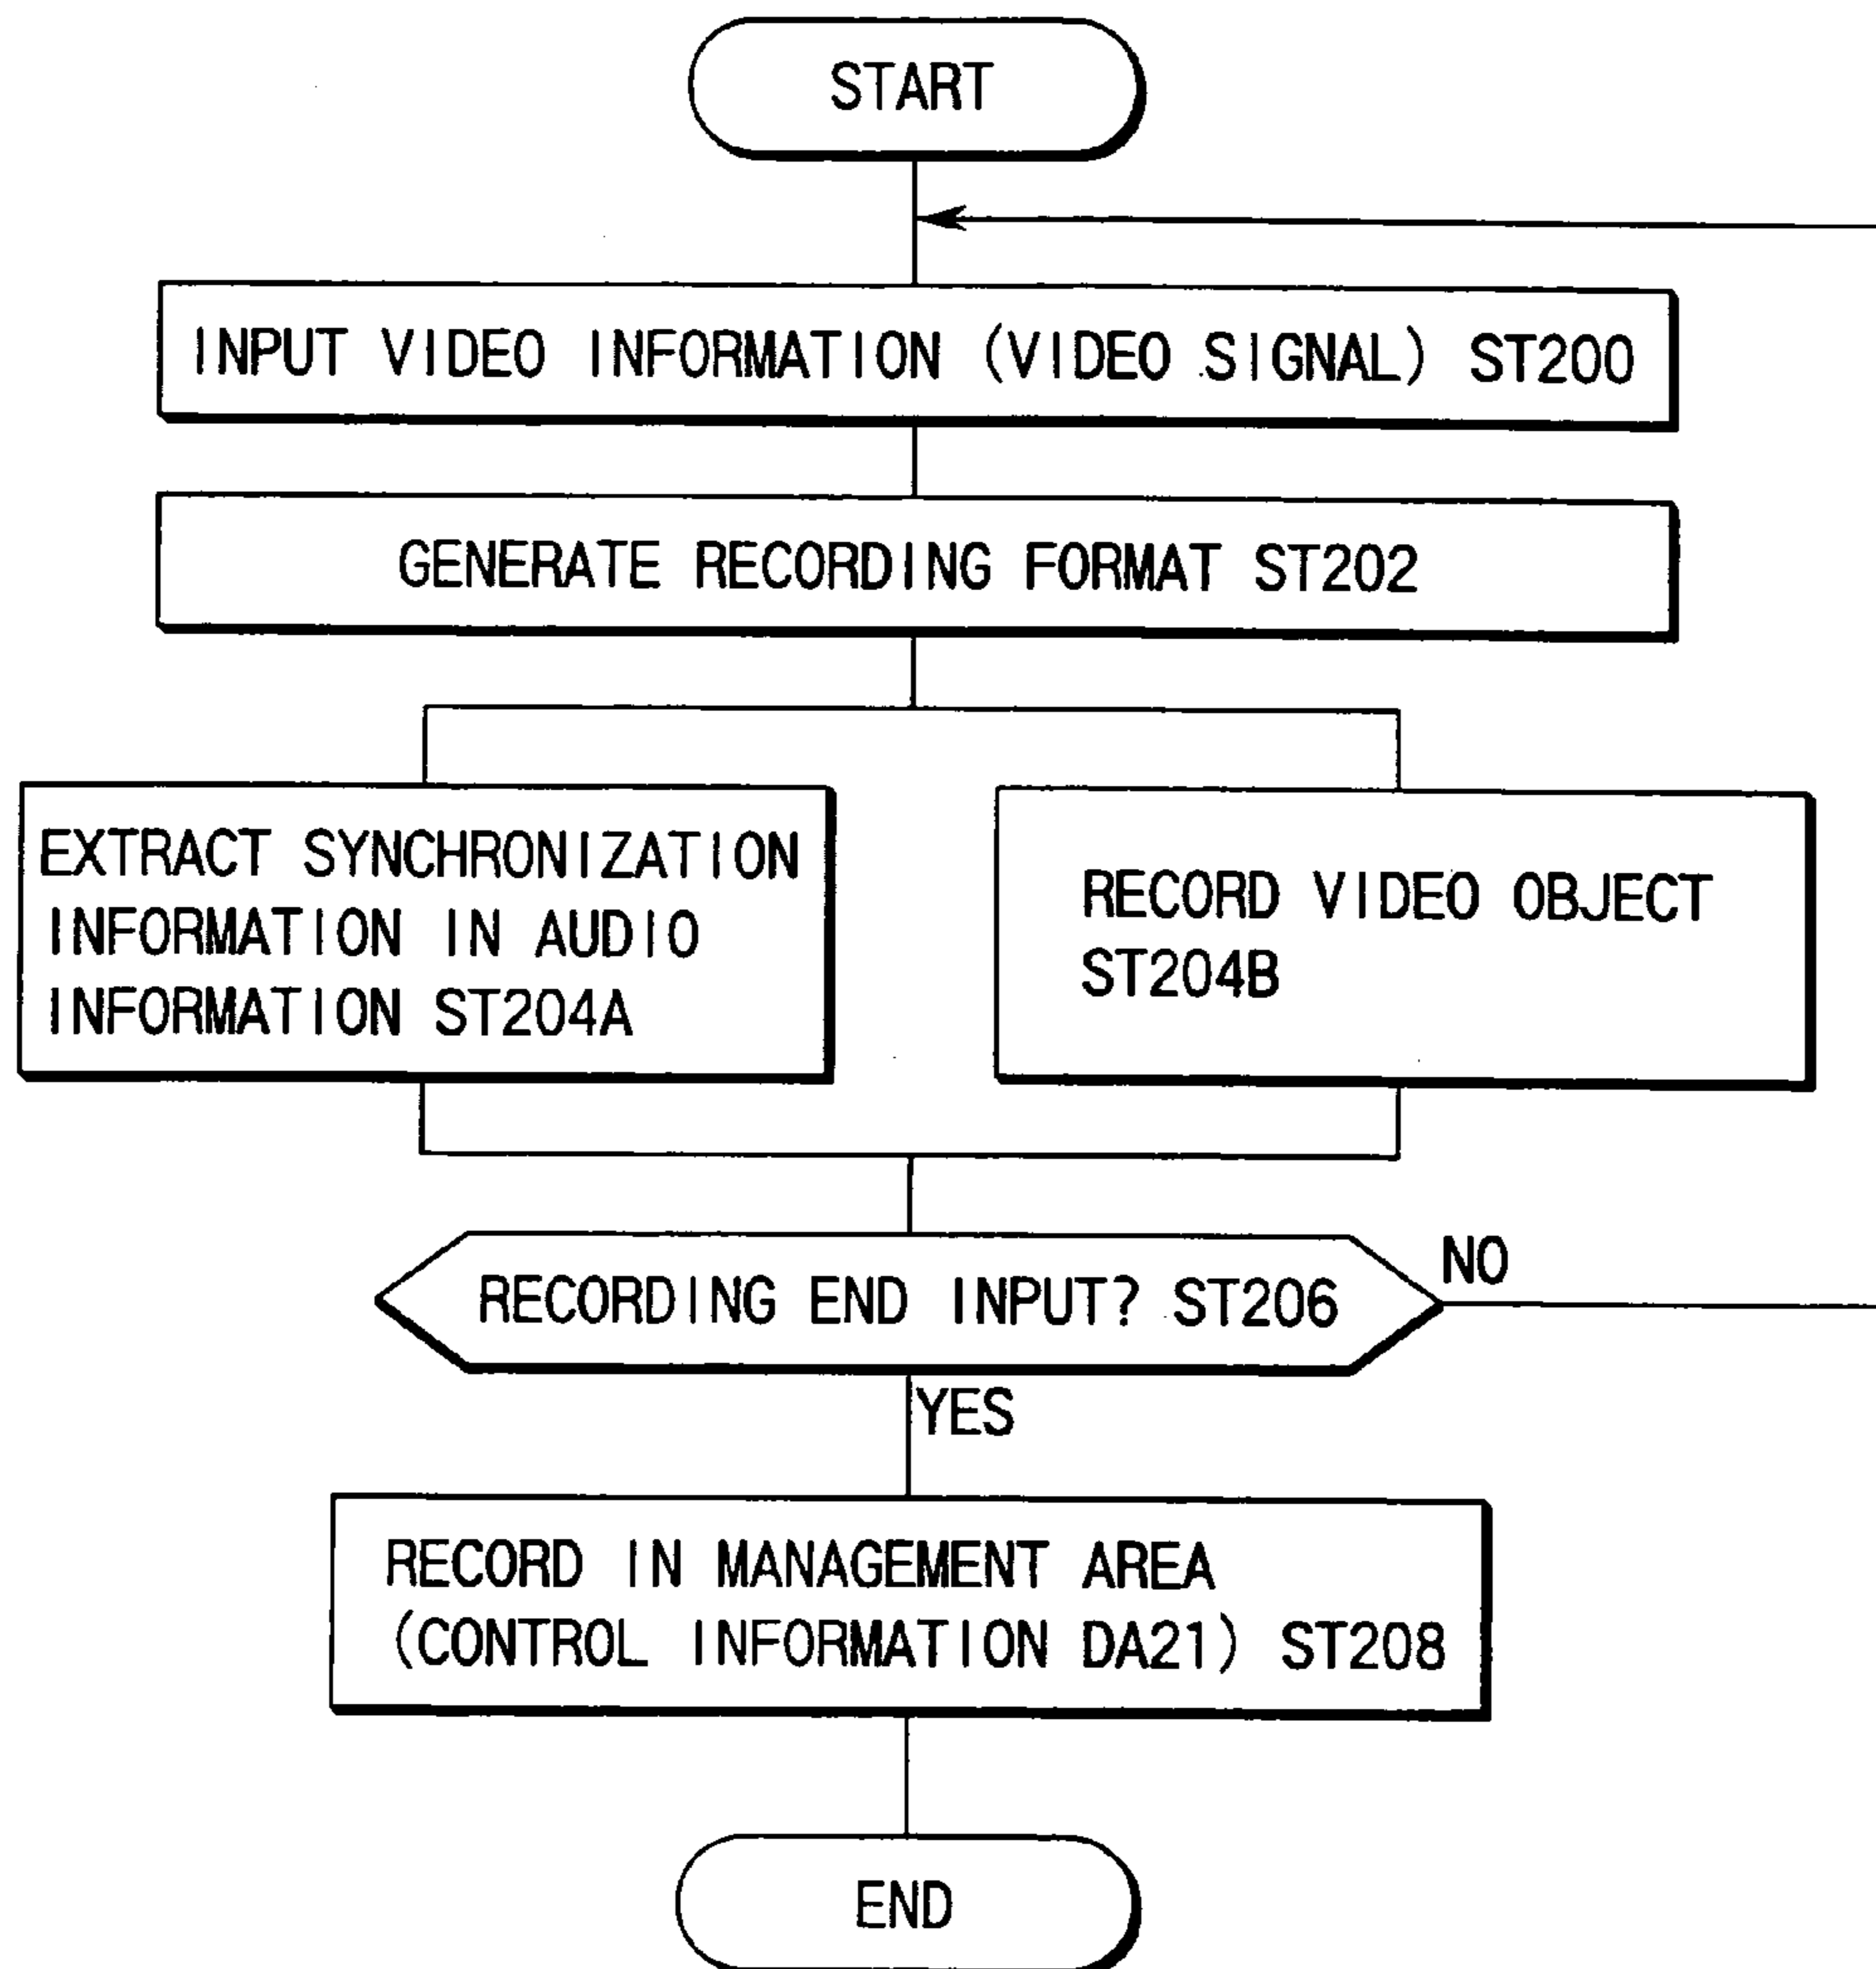 START
INPUT VIDEO INFORMATION (VIDEO SIGNAL) ST200
GENERATE RECORDING FORMAT ST202
EXTRACT SYNCHRONIZATION
INFORMATION IN AUDIO
INFORMATION ST204A
RECORD VIDEO OBJECT
ST204B
RECORDING END INPUT? ST206
NO
YES
RECORD IN MANAGEMENT AREA
(CONTROL INFORMATION DA21) ST208
END